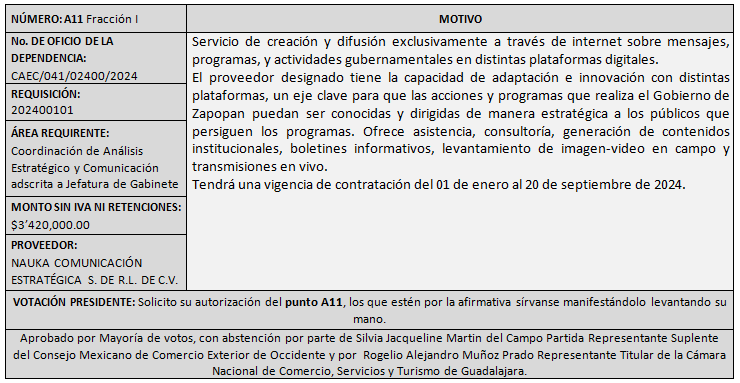 NÚMERO: A11 Fracción I
MOTIVO
No. DE OFICIO DE LA
DEPENDENCIA:
CAEC/041/02400/2024
REQUISICIÓN:
202400101
ÁREA REQUIRENTE:
Coordinación de Análisis
Estratégico y Comunicación
adscrita a Jefatura de Gabinete
MONTO SIN IVA NI RETENCIONES:
$3’420,000.00
PROVEEDOR:
NAUKA COMUNICACIÓN
ESTRATÉGICA S. DE R.L. DE C.V.
Servicio de creación y difusión exclusivamente a través de internet sobre mensajes,
programas, y actividades gubernamentales en distintas plataformas digitales.
El proveedor designado tiene la capacidad de adaptación e innovación con distintas
plataformas, un eje clave para que las acciones y programas que realiza el Gobierno de
Zapopan puedan ser conocidas y dirigidas de manera estratégica a los públicos que
persiguen los programas. Ofrece asistencia, consultoría, generación de contenidos
institucionales, boletines informativos, levantamiento de imagen-video en campo y
transmisiones en vivo.
Tendrá una vigencia de contratación del 01 de enero al 20 de septiembre de 2024.
VOTACIÓN PRESIDENTE: Solicito su autorización del punto A11, los que estén por la afirmativa sírvanse manifestándolo levantando su
mano.
Aprobado por Mayoría de votos, con abstención por parte de Silvia Jacqueline Martin del Campo Partida Representante Suplente
del Consejo Mexicano de Comercio Exterior de Occidente y por Rogelio Alejandro Muñoz Prado Representante Titular de la Cámara
Nacional de Comercio, Servicios y Turismo de Guadalajara.